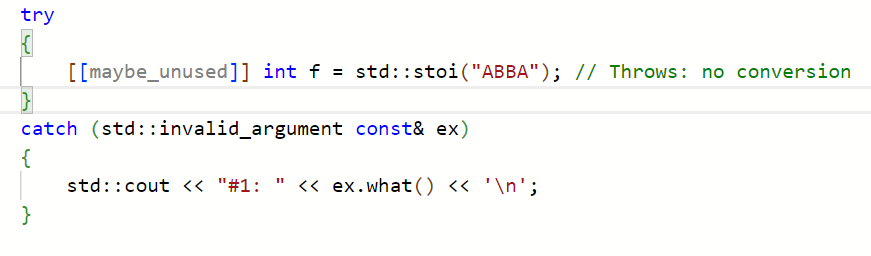 try
{
    [[maybe_unused]] int f = std::stoi("ABBA"); // Throws: no conversion
}
catch (std::invalid_argument const& ex)
{
    std::cout << "#1: " << ex.what() << '\n';
}